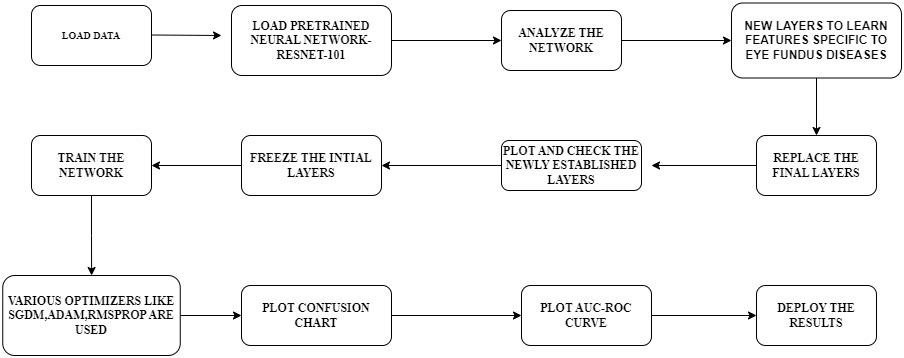 LOAD DATA
LOAD PRETRAINED
NEURAL NETWORK-
RESNET-101
ANALYZE THE
NETWORK
NEW LAYERS TO LEARN
FEATURES SPECIFIC TO
EYE FUNDUS DISEASES
REPLACE THE
FINAL LAYERS
PLOT AND CHECK THE
NEWLY ESTABLISHED
LAYERS
FREEZE THE INTIAL
LAYERS
TRAIN THE
NETWORK
VARIOUS OPTIMIZERS LIKE
SGDM,ADAM,RMSPROP ARE
USED
PLOT CONFUSION
CHART
PLOT AUC-ROC
CURVE
DEPLOY THE
RESULTS